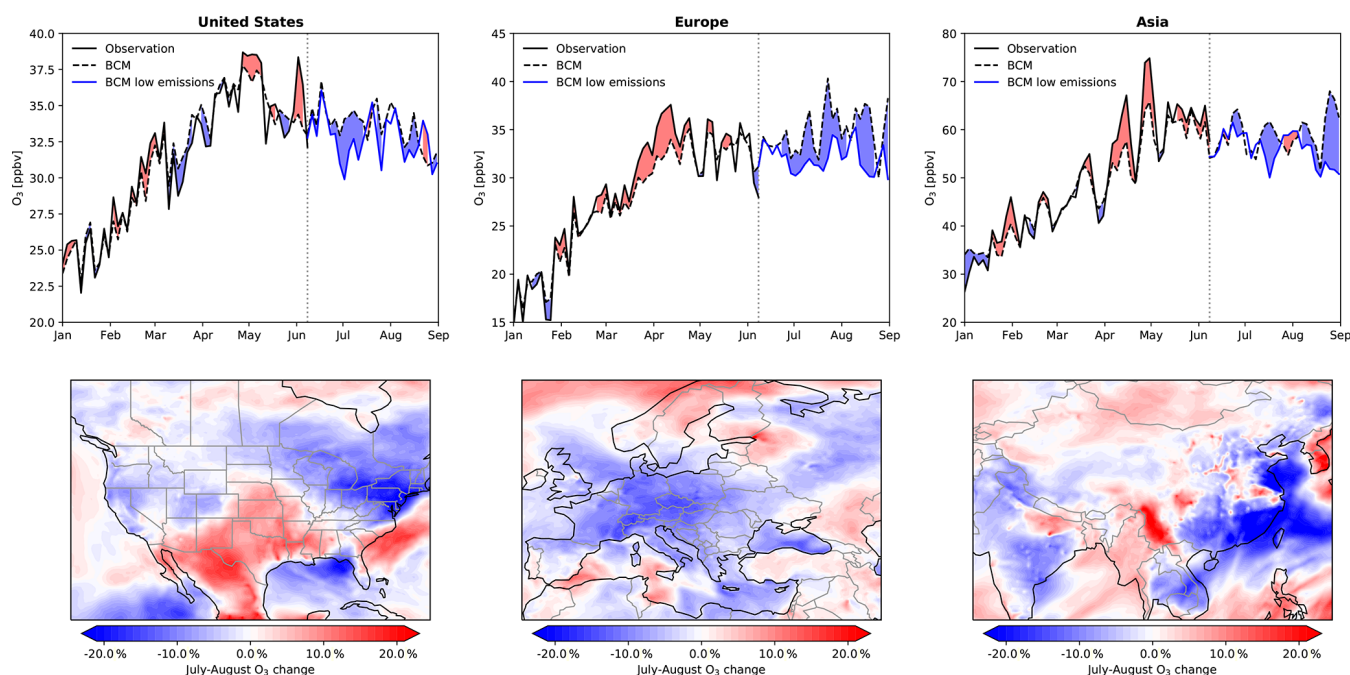 United States
40.0
37.5
35.0
32.5
30.0
27.5
25.0
22.5
20.0
O₃ [ppbv]
Observation
BCM
BCM low emissions
Jan Feb Mar Apr May Jun Jul Aug Sep
Europe
45
40
35
30
25
20
15
O₃ [ppbv]
Observation
BCM
BCM low emissions
Jan Feb Mar Apr May Jun Jul Aug Sep
Asia
80
70
60
50
40
30
20
O₃ [ppbv]
Observation
BCM
BCM low emissions
Jan Feb Mar Apr May Jun Jul Aug Sep
-20.0 % -10.0 % 0.0 % 10.0 % 20.0 %
July-August O₃ change
-20.0 % -10.0 % 0.0 % 10.0 % 20.0 %
July-August O₃ change
-20.0 % -10.0 % 0.0 % 10.0 % 20.0 %
July-August O₃ change